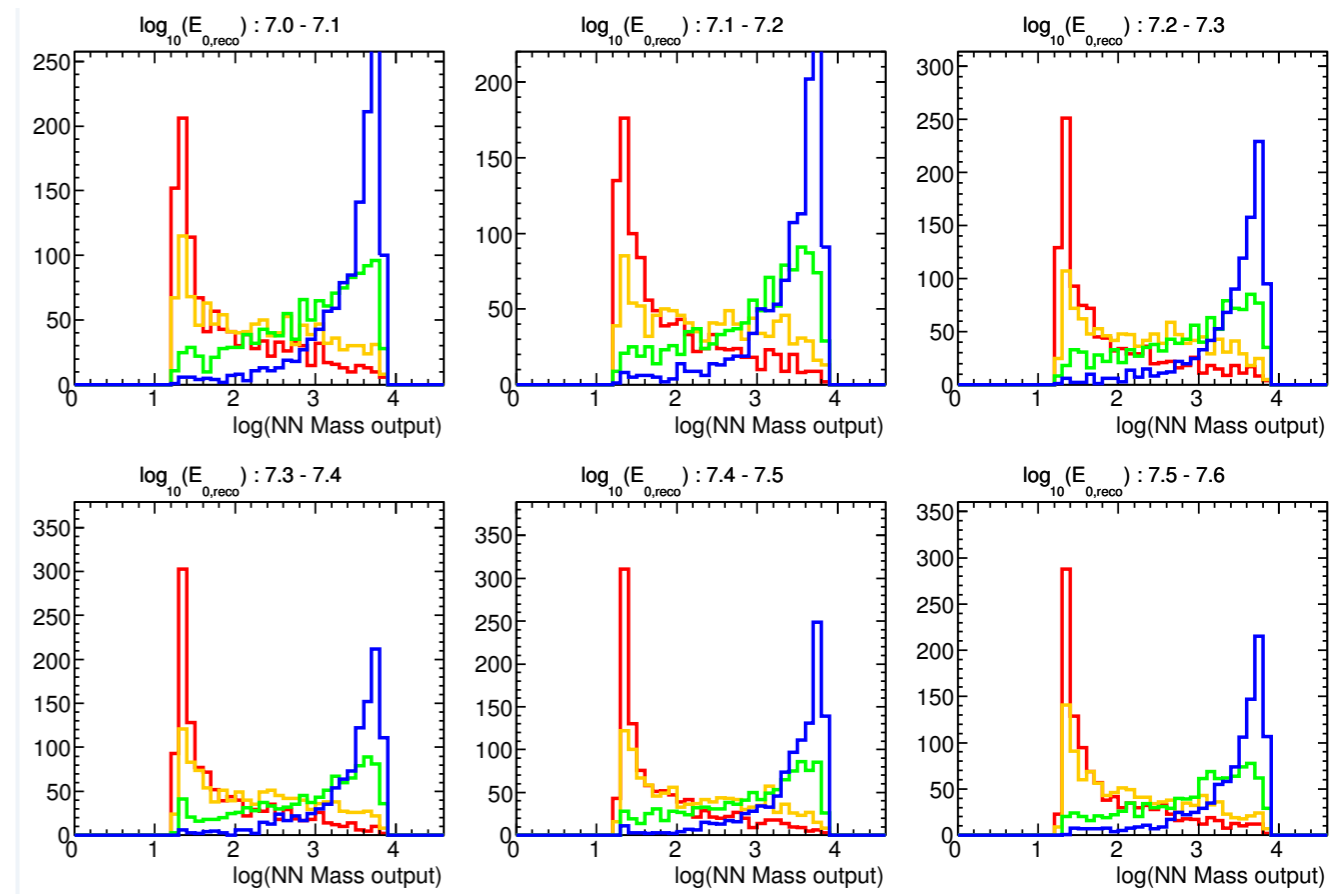 log10(E0,reco) : 7.0 - 7.1
250
200
150
100
50
0
0 1 2 3 4
log(NN Mass output)
log10(E0,reco) : 7.1 - 7.2
200
150
100
50
0
0 1 2 3 4
log(NN Mass output)
log10(E0,reco) : 7.2 - 7.3
300
250
200
150
100
50
0
0 1 2 3 4
log(NN Mass output)
log10(E0,reco) : 7.3 - 7.4
350
300
250
200
150
100
50
0
0 1 2 3 4
log(NN Mass output)
log10(E0,reco) : 7.4 - 7.5
350
300
250
200
150
100
50
0
0 1 2 3 4
log(NN Mass output)
log10(E0,reco) : 7.5 - 7.6
350
300
250
200
150
100
50
0
0 1 2 3 4
log(NN Mass output)